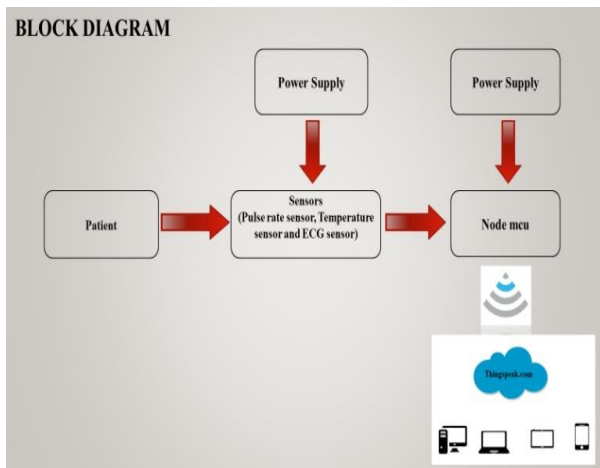 BLOCK DIAGRAM
Power Supply
Power Supply
Patient
Sensors
(Pulse rate sensor, Temperature
sensor and ECG sensor)
Node mcu
Thingspeak.com